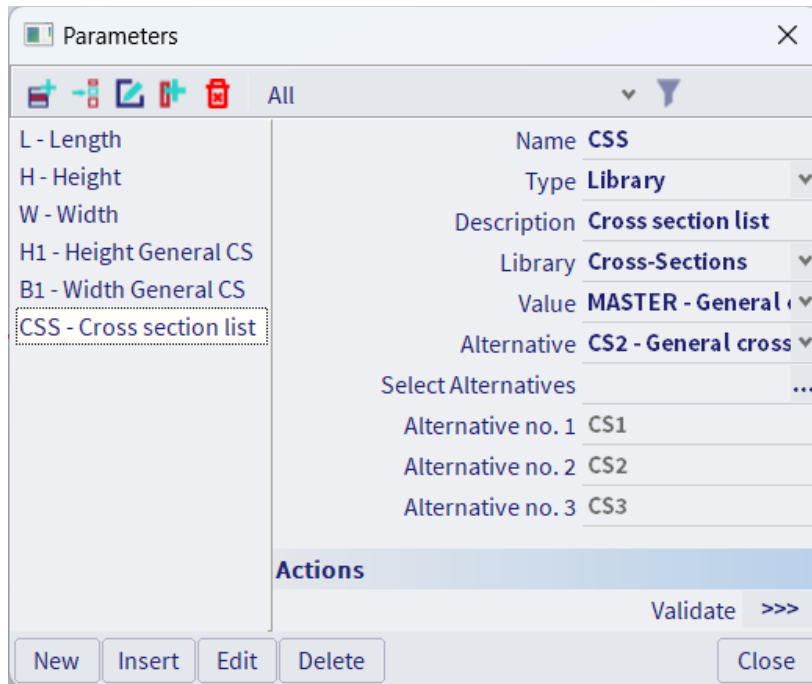 Parameters
All
L - Length
H - Height
W - Width
H1 - Height General CS
B1 - Width General CS
CSS - Cross section list
Name CSS
Type Library
Description Cross section list
Library Cross-Sections
Value MASTER - General
Alternative CS2 - General cross
Select Alternatives ...
Alternative no. 1 CS1
Alternative no. 2 CS2
Alternative no. 3 CS3
Actions
Validate >>>
New Insert Edit Delete Close